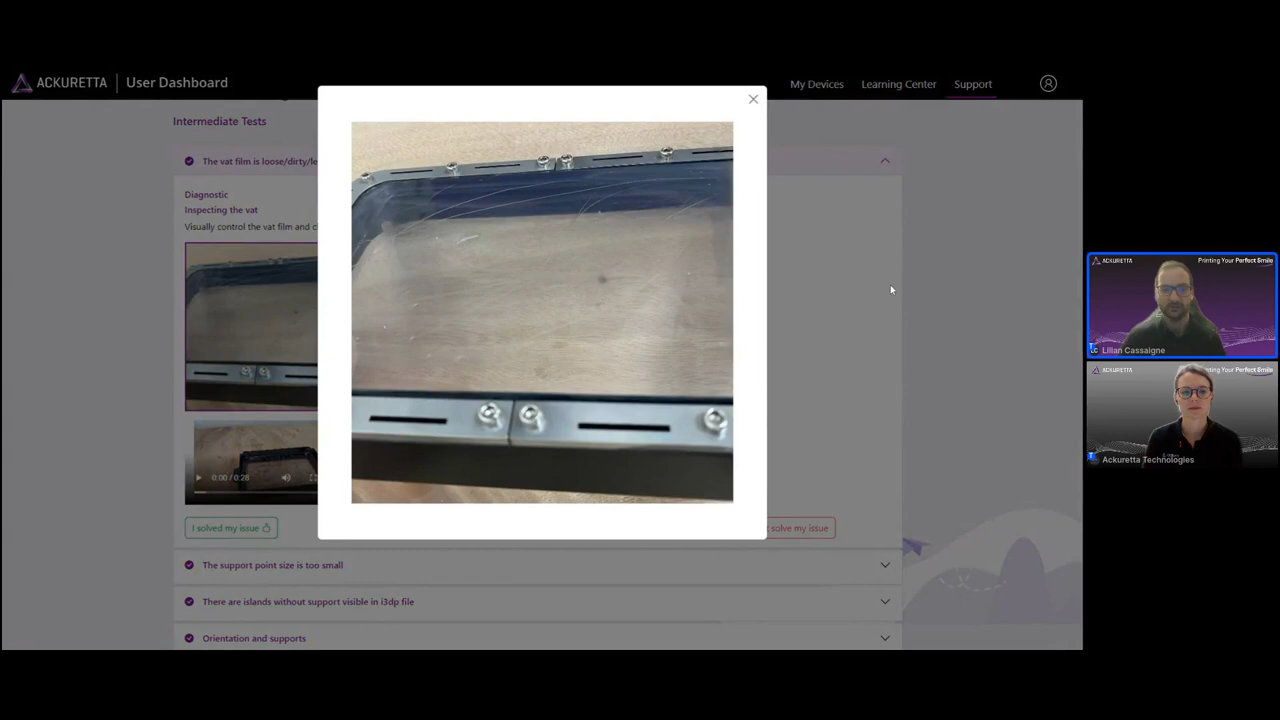 ACKURETTA
User Dashboard
My Devices
Learning Center
Support
Intermediate Tests
The vat film is loose/dirty/le
Diagnostic
Inspecting the vat
Visually control the vat film and c
0:00 / 0:26
I solved my issue
t solve my issue
The support point size is too small
There are islands without support visible in i3dp file
Orientation and supports
ACKURETTA
Printing Your Perfect Smile
Lilian Cassaigne
ACKURETTA
Printing Your Perfect Smile
Ackuretta Technologies